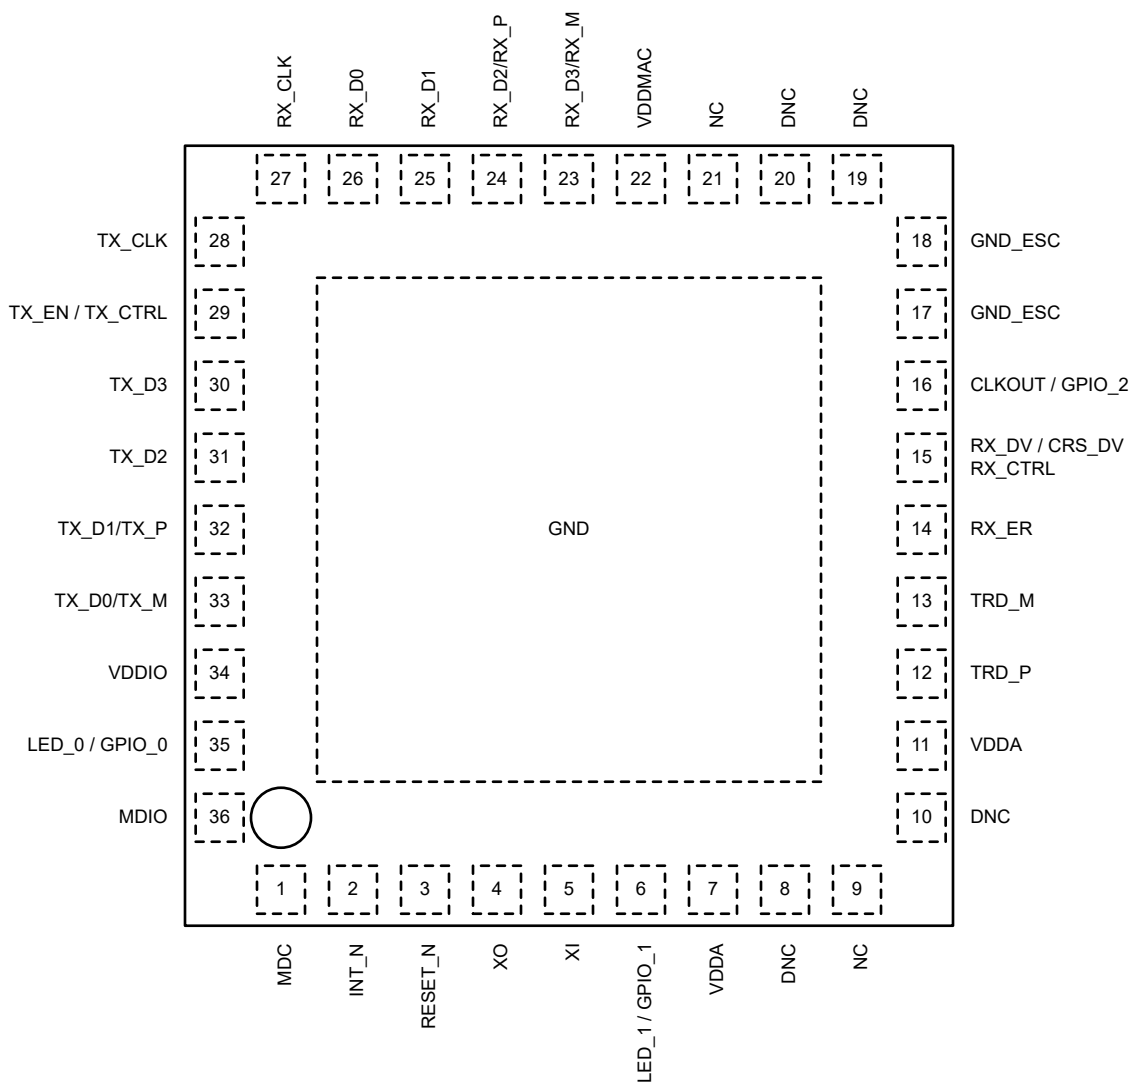 RX_CLK
RX_D0
RX_D1
RX_D2/RX_P
RX_D3/RX_M
VDDMAC
NC
DNC
DNC
27
26
25
24
23
22
21
20
19
TX_CLK
28
18
GND_ESC
TX_EN / TX_CTRL
29
17
GND_ESC
TX_D3
30
16
CLKOUT / GPIO_2
TX_D2
31
15
RX_DV / CRS_DV
RX_CTRL
TX_D1/TX_P
32
GND
14
RX_ER
TX_D0/TX_M
33
13
TRD_M
VDDIO
34
12
TRD_P
LED_0 / GPIO_0
35
11
VDDA
MDIO
36
10
DNC
1
2
3
4
5
6
7
8
9
MDC
INT_N
RESET_N
XO
XI
LED_1 / GPIO_1
VDDA
DNC
NC